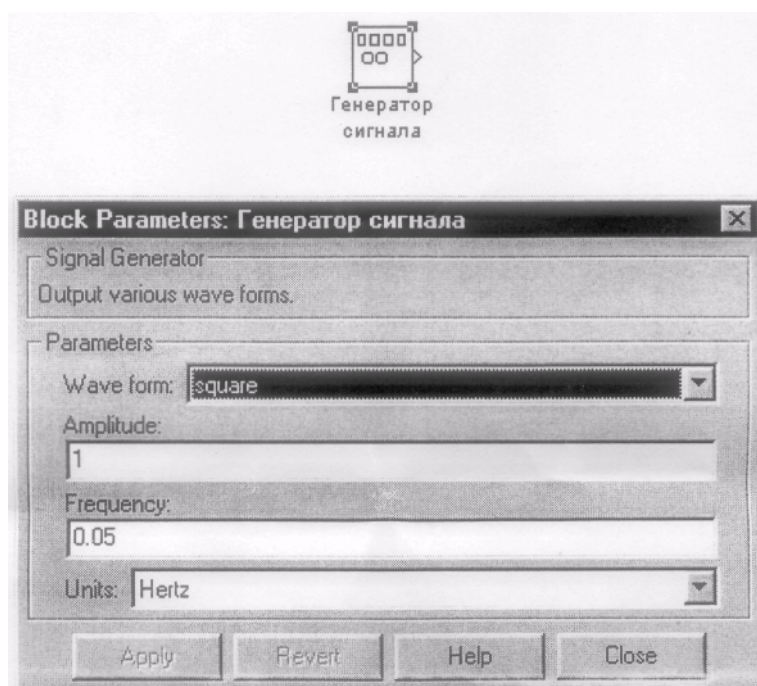 Генератор
сигнала
Block Parameters: Генератор сигнала
Signal Generator
Output various wave forms.
Parameters
Wave form: square
Amplitude:
1
Frequency:
0.05
Units: Hertz
Apply Revert Help Close